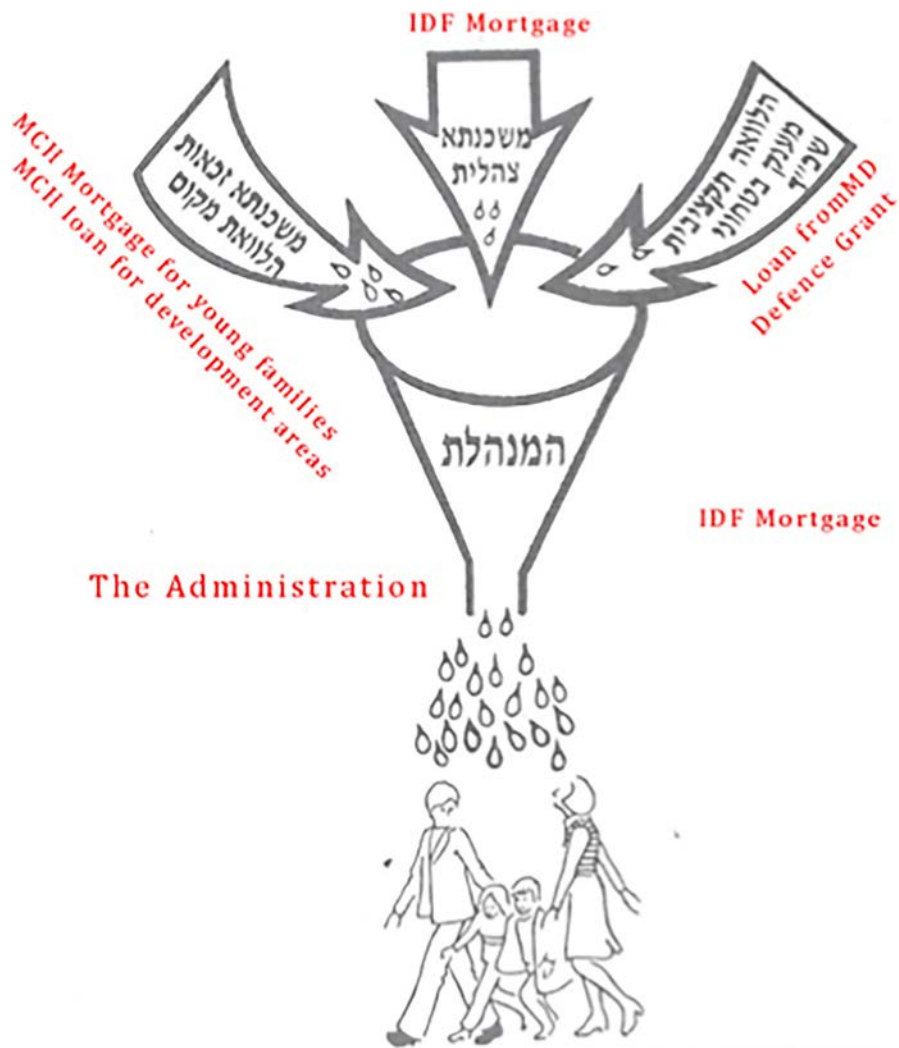 IDF Mortgage
MCH Mortgage for young families
MCH loan for development areas
משכנתא זכאות
הלוואת מקום
משכנתא
צהלית
הלוואה תקציבית
מענק בטחוני
שכ"ד
Loan fromMD
Defence Grant
המנהלת
IDF Mortgage
The Administration